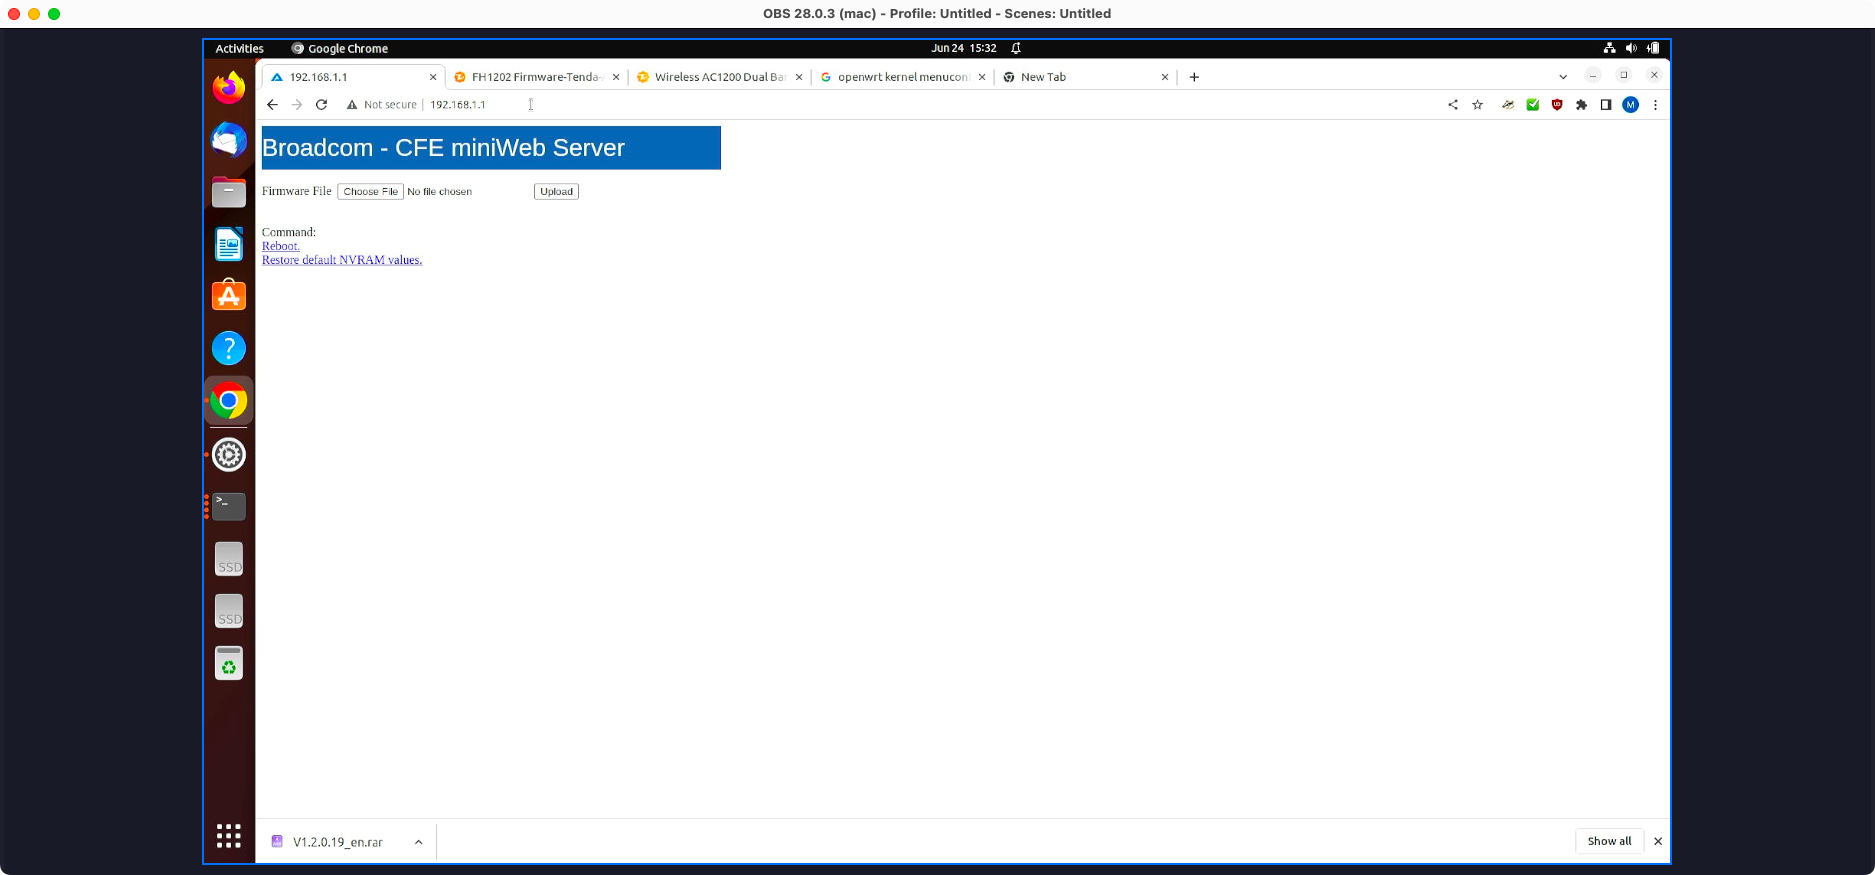 OBS 28.0.3 (mac) - Profile: Untitled - Scenes: Untitled
Activities Google Chrome Jun 24 15:32
192.168.1.1 FH1202 Firmware-Tenda- Wireless AC1200 Dual Ba openwrt kernel menucon New Tab
Not secure 192.168.1.1 M
Broadcom - CFE miniWeb Server
Firmware File Choose File No file chosen Upload
Command:
Reboot.
Restore default NVRAM values.
>_
SSD
SSD
V1.2.0.19_en.rar Show all